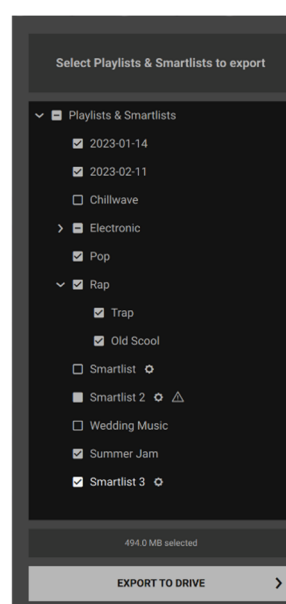 Select Playlists & Smartlists to export
Playlists & Smartlists
2023-01-14
2023-02-11
Chillwave
Electronic
Pop
Rap
Trap
Old Scool
Smartlist
Smartlist 2
Wedding Music
Summer Jam
Smartlist 3
494.0 MB selected
EXPORT TO DRIVE